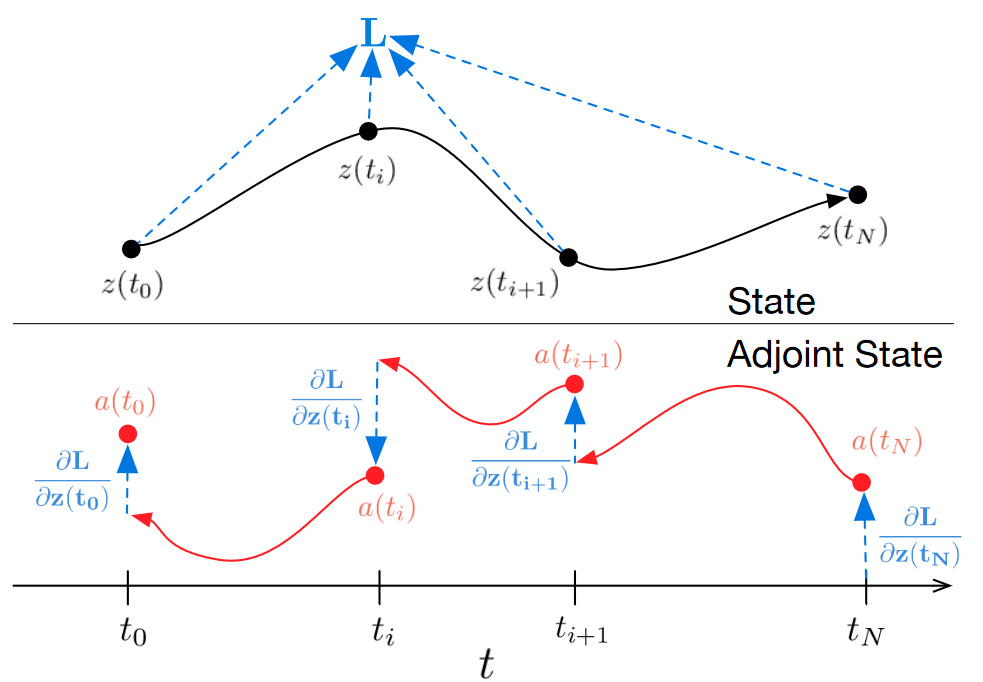 L
z(t_i)
z(t_N)
z(t_0)
z(t_{i+1})
State
Adjoint State
a(t_{i+1})
∂L/∂z(t_i)
a(t_0)
a(t_N)
∂L/∂z(t_{i+1})
∂L/∂z(t_0)
a(t_i)
∂L/∂z(t_N)
t_0 t_i t_{i+1} t_N
t